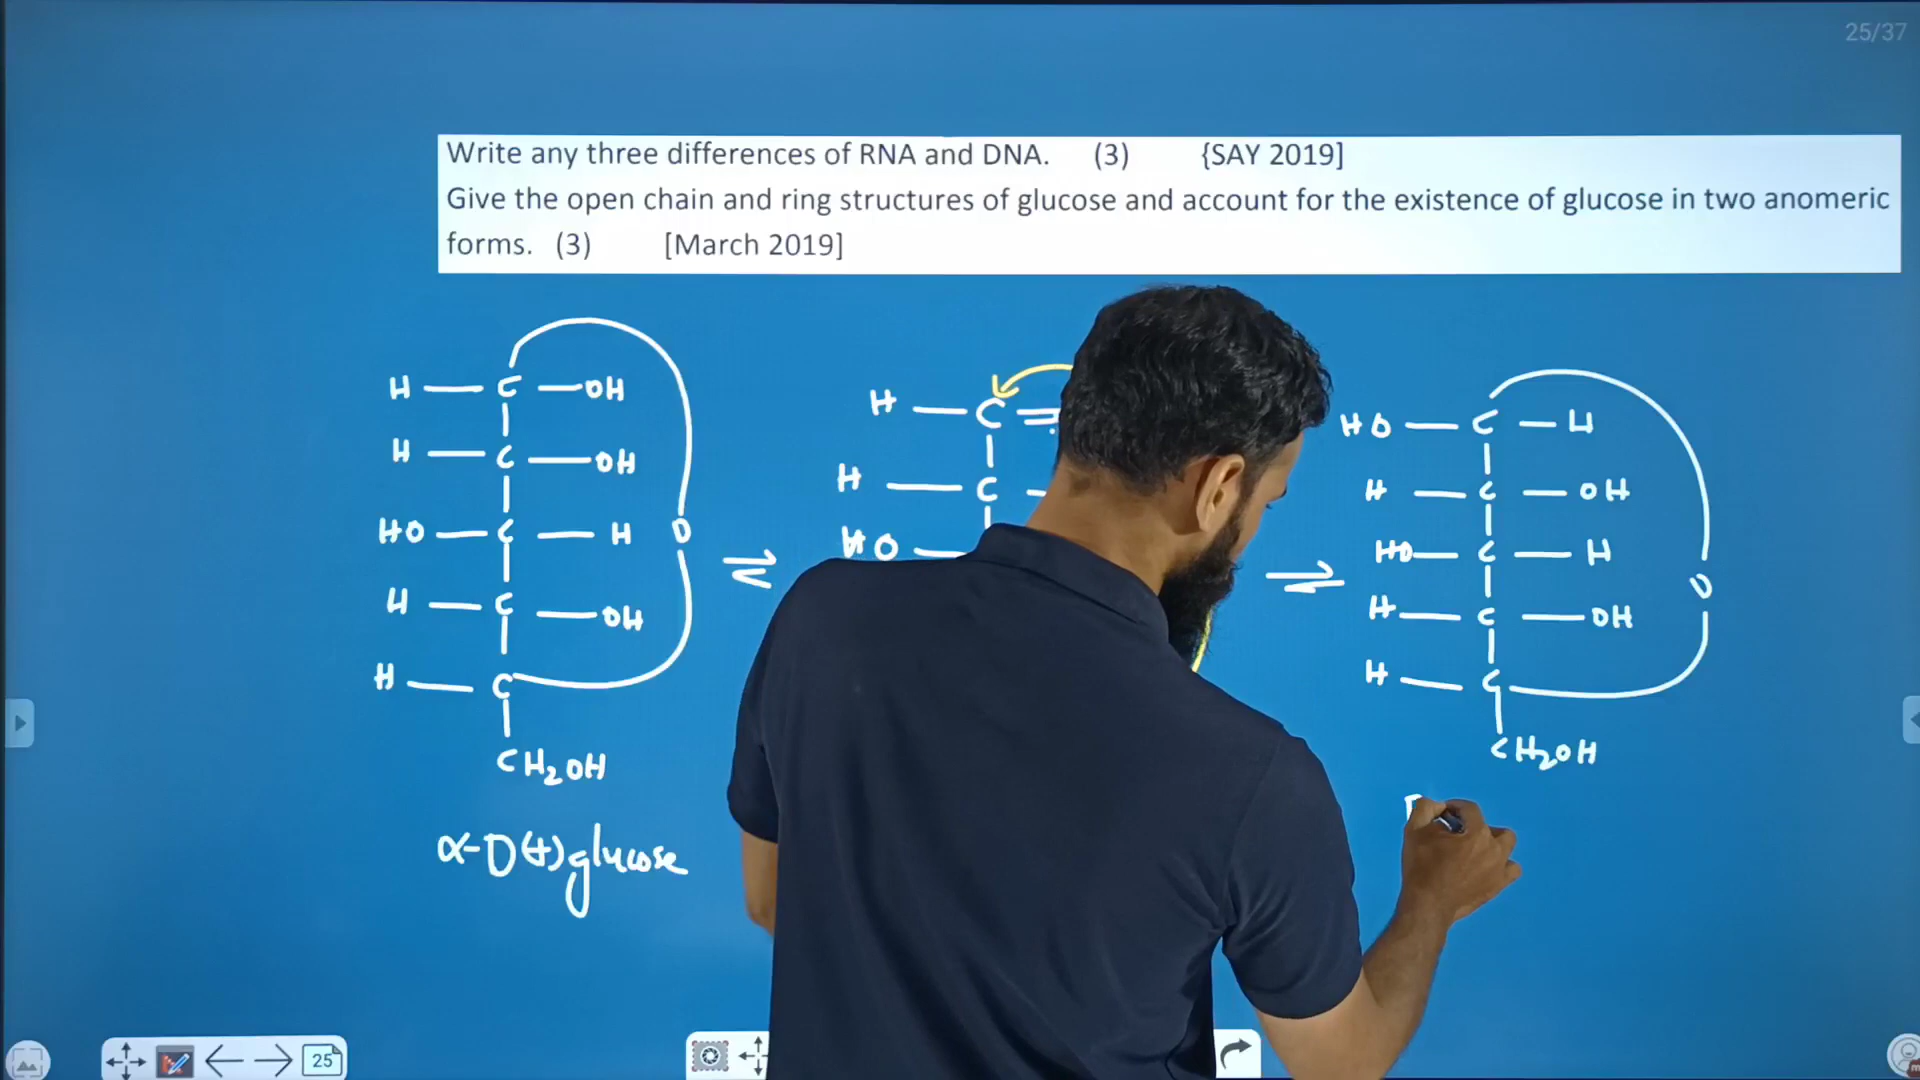 25/37
Write any three differences of RNA and DNA. (3) {SAY 2019]
Give the open chain and ring structures of glucose and account for the existence of glucose in two anomeric
forms. (3) [March 2019]
H — C — OH
H — C — OH
HO — C — H O
H — C — OH
H — C
CH2OH
α-D(+)glucose
H — C =
H — C —
HO —
HO — C — H
H — C — OH
HO — C — H O
H — C — OH
H — C
CH2OH
25